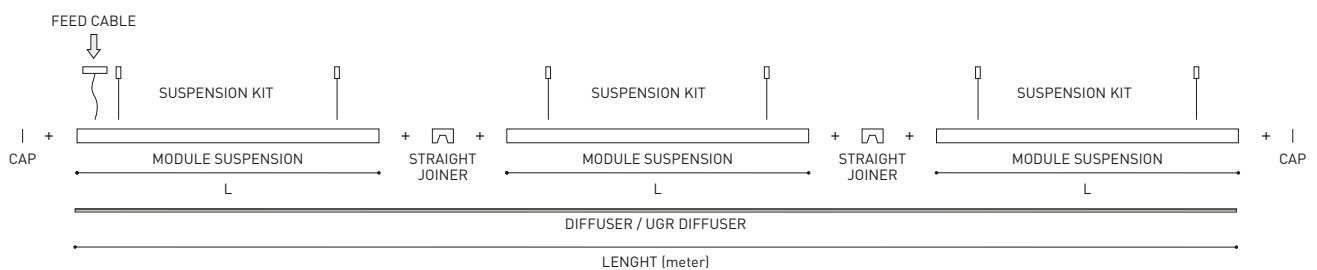 FEED CABLE
SUSPENSION KIT SUSPENSION KIT SUSPENSION KIT
+ + + + + +
CAP MODULE SUSPENSION STRAIGHT JOINER MODULE SUSPENSION STRAIGHT JOINER MODULE SUSPENSION CAP
L L L
DIFFUSER / UGR DIFFUSER
LENGHT (meter)